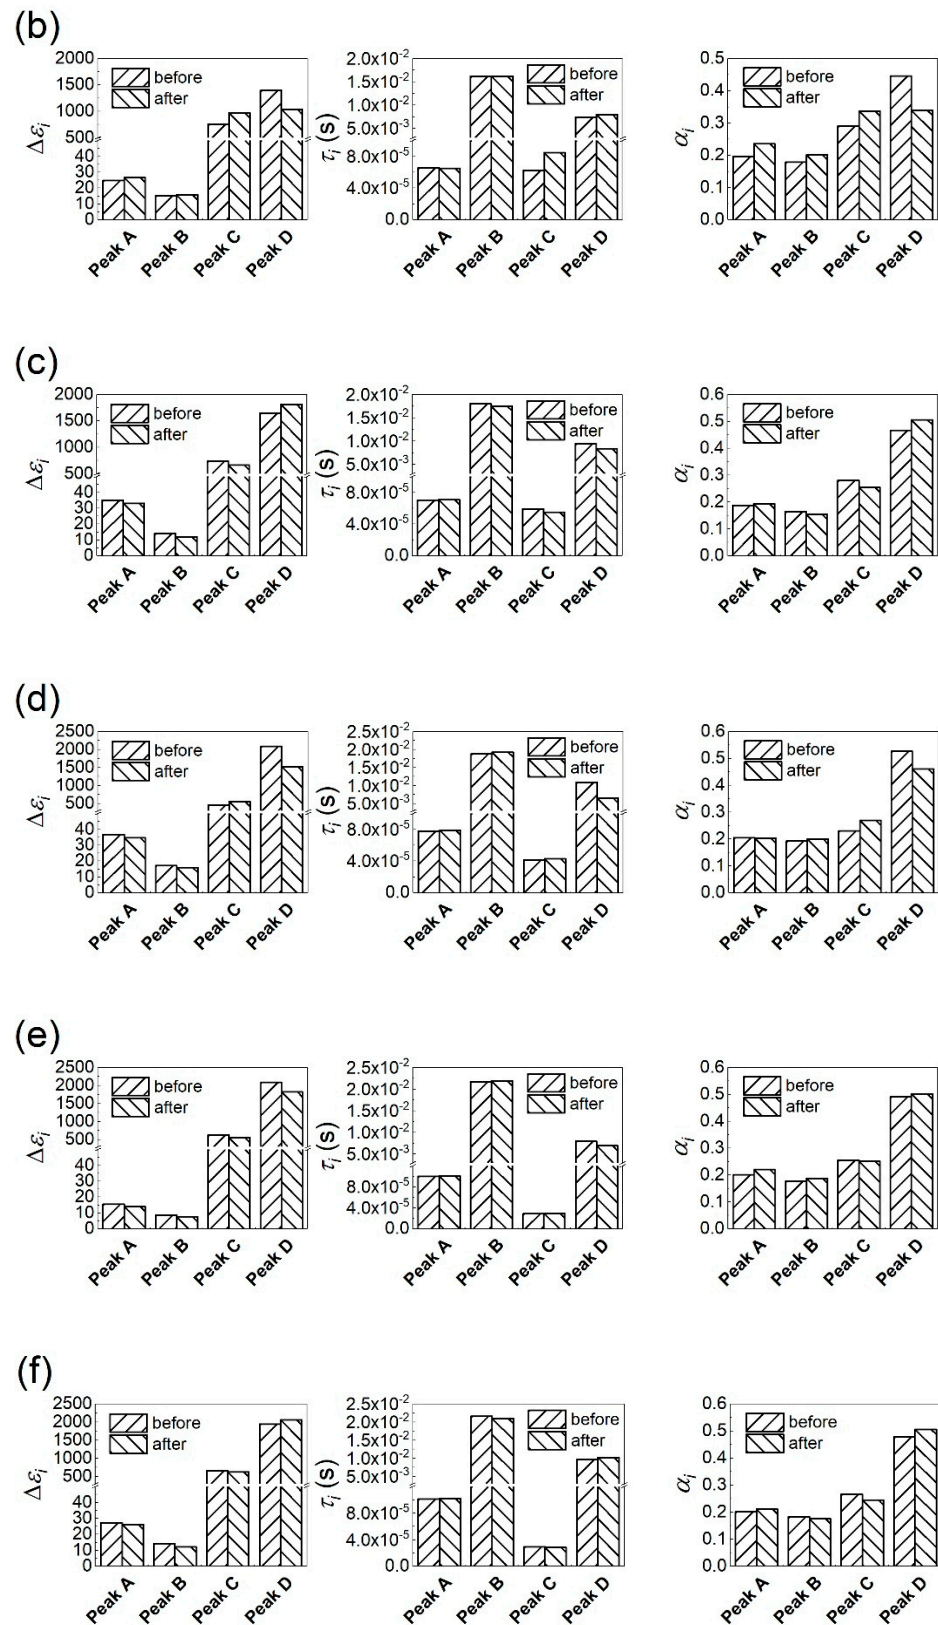 (b)
Δεi
2000
1500
1000
500
40
30
20
10
0
before
after
Peak A
Peak B
Peak C
Peak D
τi (s)
2.0x10⁻²
1.5x10⁻²
1.0x10⁻²
5.0x10⁻³
8.0x10⁻⁵
4.0x10⁻⁵
0.0
before
after
Peak A
Peak B
Peak C
Peak D
αi
0.5
0.4
0.3
0.2
0.1
0.0
before
after
Peak A
Peak B
Peak C
Peak D
(c)
Δεi
2000
1500
1000
500
40
30
20
10
0
before
after
Peak A
Peak B
Peak C
Peak D
τi (s)
2.0x10⁻²
1.5x10⁻²
1.0x10⁻²
5.0x10⁻³
8.0x10⁻⁵
4.0x10⁻⁵
0.0
before
after
Peak A
Peak B
Peak C
Peak D
αi
0.6
0.5
0.4
0.3
0.2
0.1
0.0
before
after
Peak A
Peak B
Peak C
Peak D
(d)
Δεi
2500
2000
1500
1000
500
40
30
20
10
0
before
after
Peak A
Peak B
Peak C
Peak D
τi (s)
2.5x10⁻²
2.0x10⁻²
1.5x10⁻²
1.0x10⁻²
5.0x10⁻³
8.0x10⁻⁵
4.0x10⁻⁵
0.0
before
after
Peak A
Peak B
Peak C
Peak D
αi
0.6
0.5
0.4
0.3
0.2
0.1
0.0
before
after
Peak A
Peak B
Peak C
Peak D
(e)
Δεi
2500
2000
1500
1000
500
40
30
20
10
0
before
after
Peak A
Peak B
Peak C
Peak D
τi (s)
2.5x10⁻²
2.0x10⁻²
1.5x10⁻²
1.0x10⁻²
5.0x10⁻³
8.0x10⁻⁵
4.0x10⁻⁵
0.0
before
after
Peak A
Peak B
Peak C
Peak D
αi
0.6
0.5
0.4
0.3
0.2
0.1
0.0
before
after
Peak A
Peak B
Peak C
Peak D
(f)
Δεi
2500
2000
1500
1000
500
40
30
20
10
0
before
after
Peak A
Peak B
Peak C
Peak D
τi (s)
2.5x10⁻²
2.0x10⁻²
1.5x10⁻²
1.0x10⁻²
5.0x10⁻³
8.0x10⁻⁵
4.0x10⁻⁵
0.0
before
after
Peak A
Peak B
Peak C
Peak D
αi
0.6
0.5
0.4
0.3
0.2
0.1
0.0
before
after
Peak A
Peak B
Peak C
Peak D